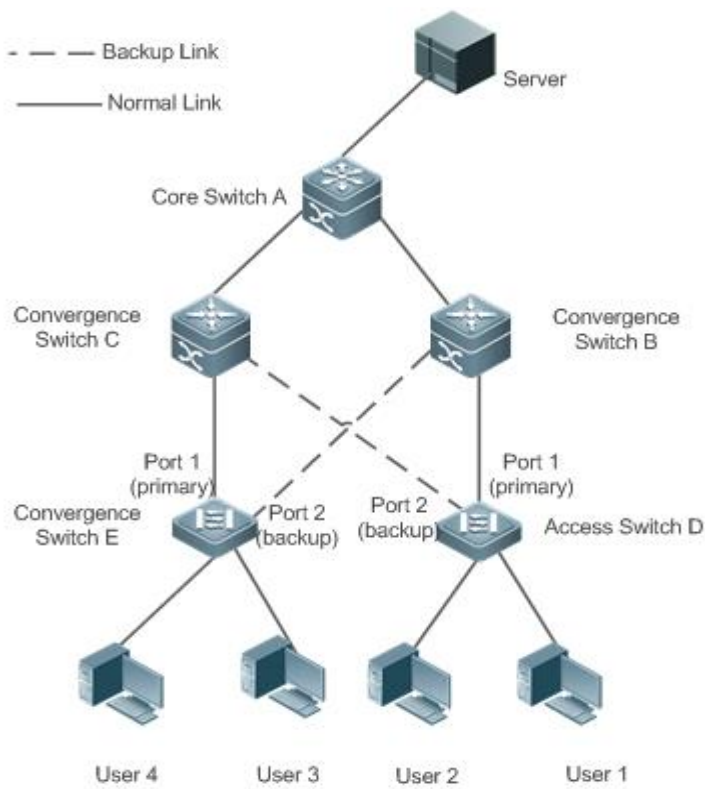 Backup Link
Normal Link
Server
Core Switch A
Convergence
Switch C
Convergence
Switch B
Port 1
(primary)
Port 1
(primary)
Convergence
Switch E
Port 2
(backup)
Port 2
(backup)
Access Switch D
User 4
User 3
User 2
User 1